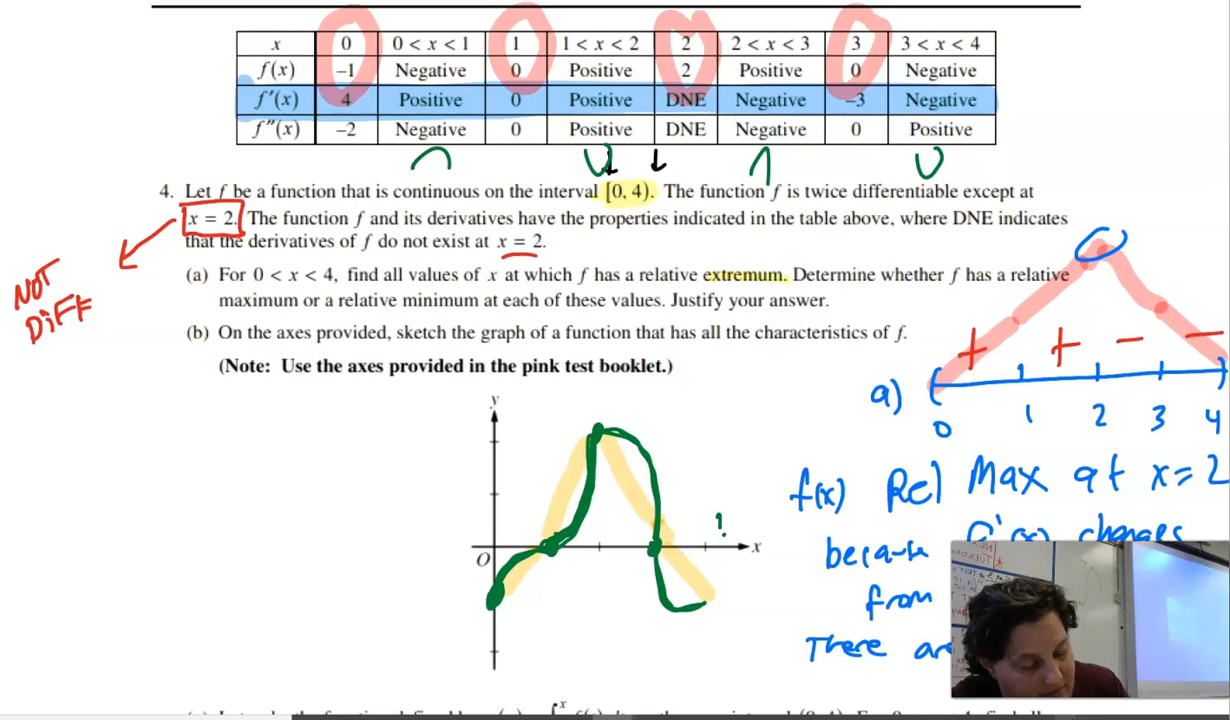 x 0 0 < x < 1 1 1 < x < 2 2 2 < x < 3 3 3 < x < 4
f(x) −1 Negative 0 Positive 2 Positive 0 Negative
f′(x) 4 Positive 0 Positive DNE Negative −3 Negative
f″(x) −2 Negative 0 Positive DNE Negative 0 Positive
4. Let f be a function that is continuous on the interval [0, 4). The function f is twice differentiable except at
x = 2. The function f and its derivatives have the properties indicated in the table above, where DNE indicates
that the derivatives of f do not exist at x = 2.
NOT
DIFF
(a) For 0 < x < 4, find all values of x at which f has a relative extremum. Determine whether f has a relative
maximum or a relative minimum at each of these values. Justify your answer.
(b) On the axes provided, sketch the graph of a function that has all the characteristics of f.
(Note: Use the axes provided in the pink test booklet.)
+ + − −
a)
0 1 2 3 4
y
O
x
!
f(x) Rel Max at x = 2
because f'(x) changes
from
There are